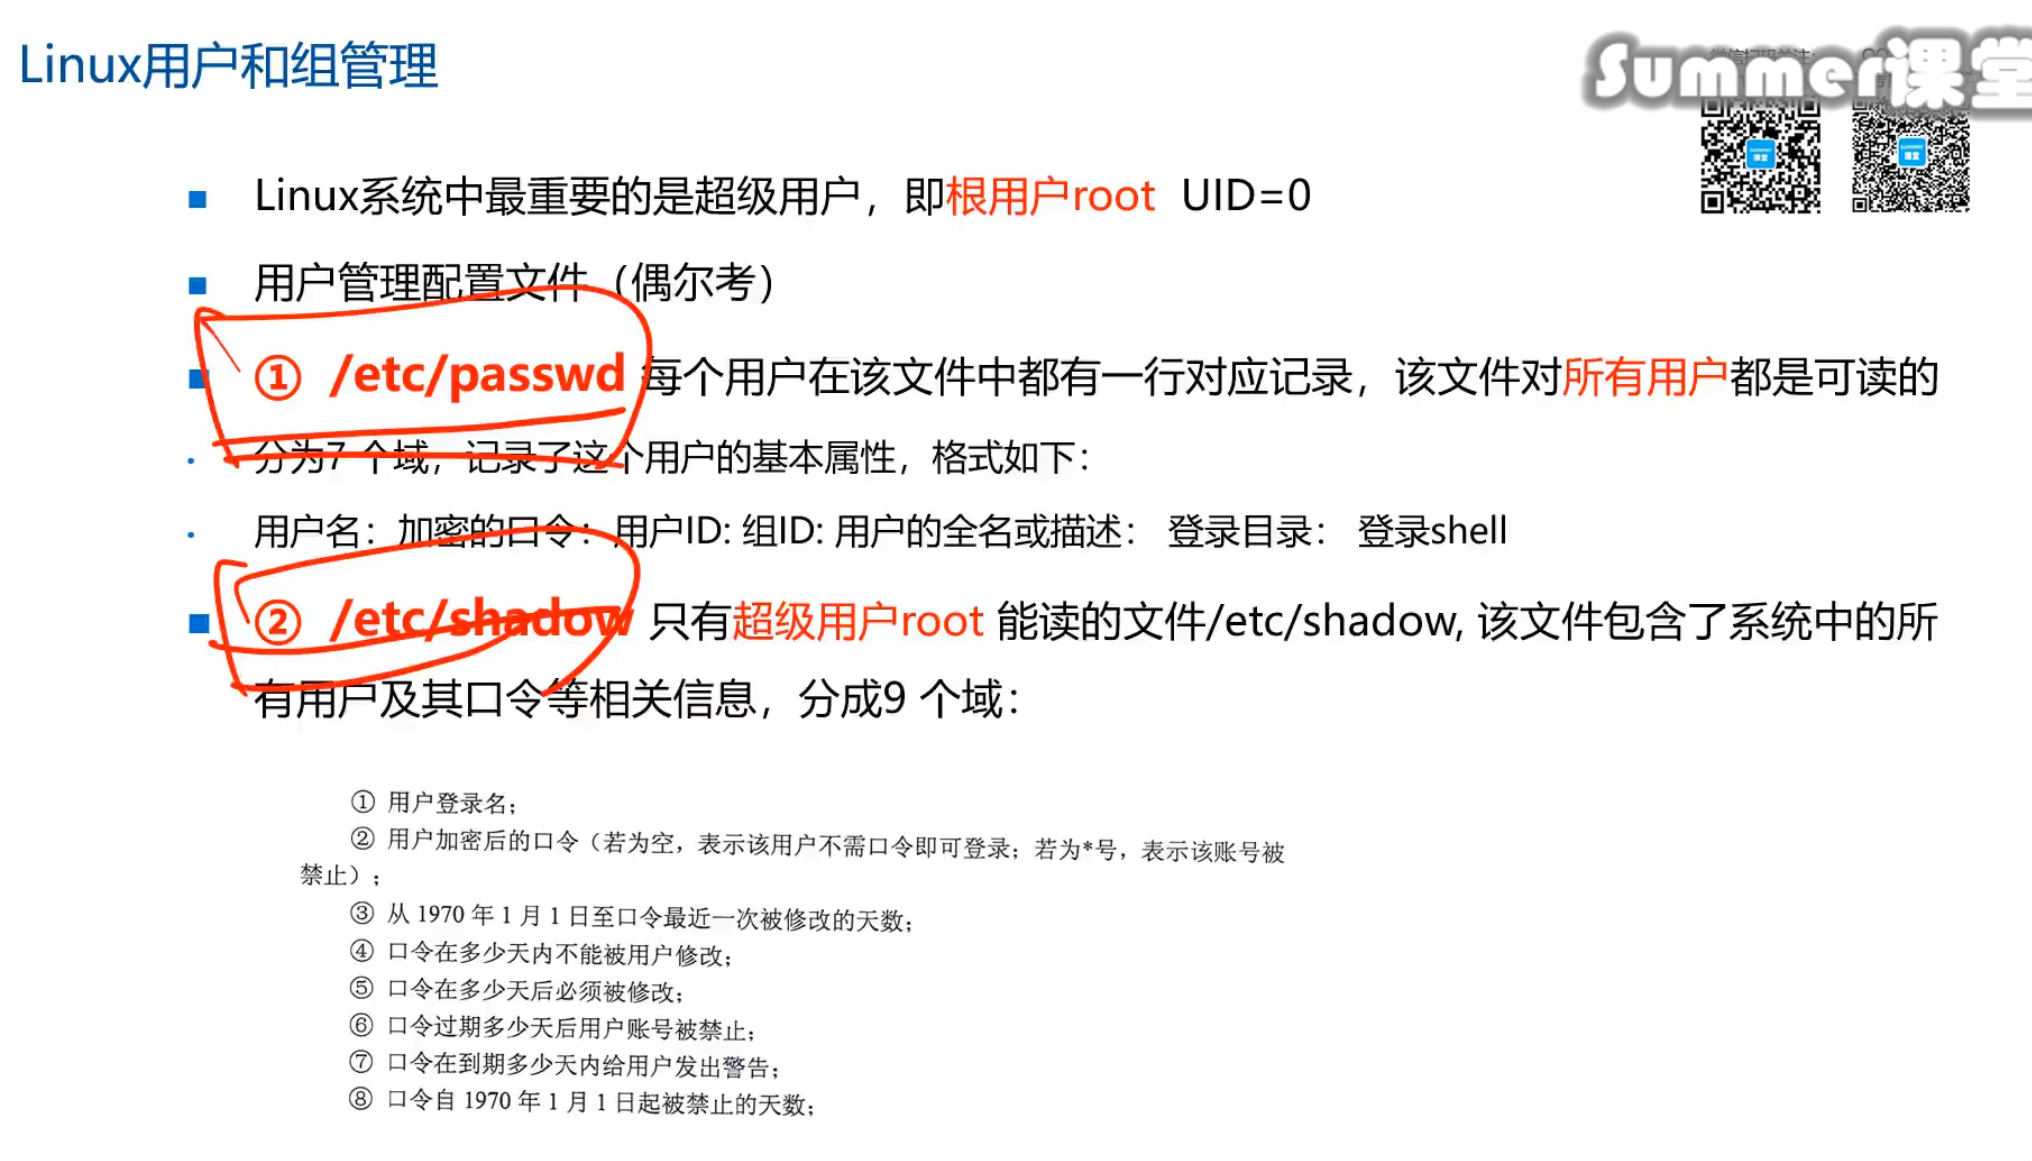 Linux用户和组管理
Summer课堂
Linux系统中最重要的是超级用户，即根用户root UID=0
用户管理配置文件（偶尔考）
① /etc/passwd 每个用户在该文件中都有一行对应记录，该文件对所有用户都是可读的
分为7 个域，记录了这个用户的基本属性，格式如下：
用户名：加密的口令：用户ID: 组ID: 用户的全名或描述： 登录目录： 登录shell
② /etc/shadow 只有超级用户root 能读的文件/etc/shadow, 该文件包含了系统中的所
有用户及其口令等相关信息，分成9 个域：
① 用户登录名；
② 用户加密后的口令（若为空，表示该用户不需口令即可登录；若为*号，表示该账号被
禁止）；
③ 从 1970 年 1 月 1 日至口令最近一次被修改的天数；
④ 口令在多少天内不能被用户修改；
⑤ 口令在多少天后必须被修改；
⑥ 口令过期多少天后用户账号被禁止；
⑦ 口令在到期多少天内给用户发出警告；
⑧ 口令自 1970 年 1 月 1 日起被禁止的天数；